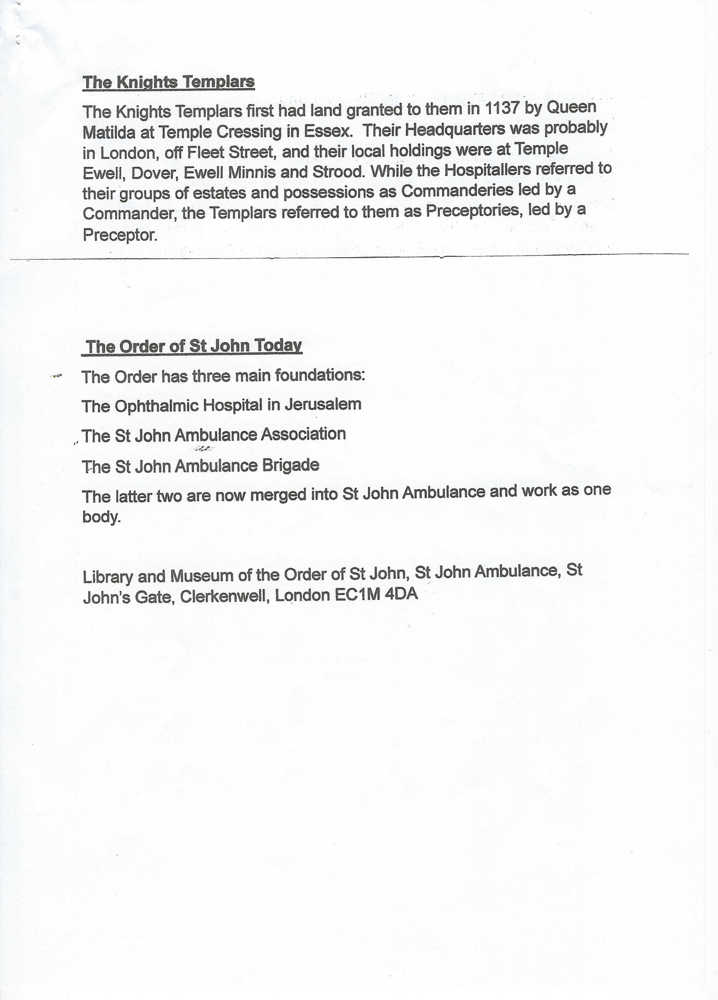 The Knights Templars
The Knights Templars first had land granted to them in 1137 by Queen
Matilda at Temple Cressing in Essex.  Their Headquarters was probably
in London, off Fleet Street, and their local holdings were at Temple
Ewell, Dover, Ewell Minnis and Strood. While the Hospitallers referred to
their groups of estates and possessions as Commanderies led by a
Commander, the Templars referred to them as Preceptories, led by a
Preceptor.
The Order of St John Today
The Order has three main foundations:
The Ophthalmic Hospital in Jerusalem
The St John Ambulance Association
The St John Ambulance Brigade
The latter two are now merged into St John Ambulance and work as one
body.
Library and Museum of the Order of St John, St John Ambulance, St
John's Gate, Clerkenwell, London EC1M 4DA